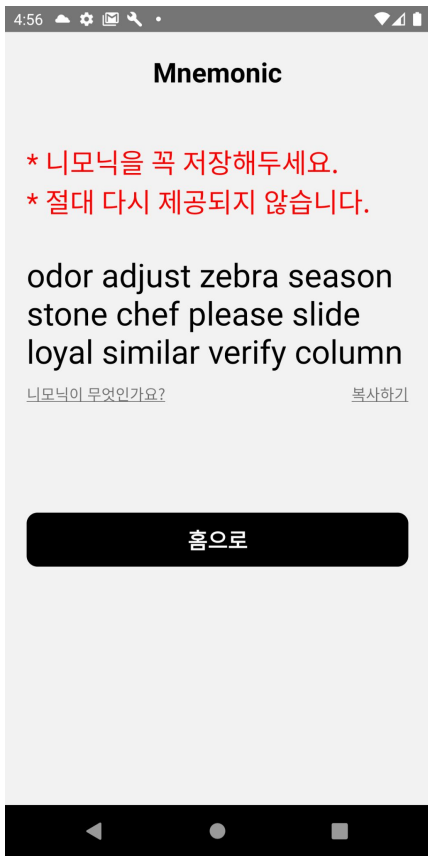 4:56
Mnemonic
* 니모닉을 꼭 저장해두세요.
* 절대 다시 제공되지 않습니다.
odor adjust zebra season
stone chef please slide
loyal similar verify column
니모닉이 무엇인가요? 복사하기
홈으로